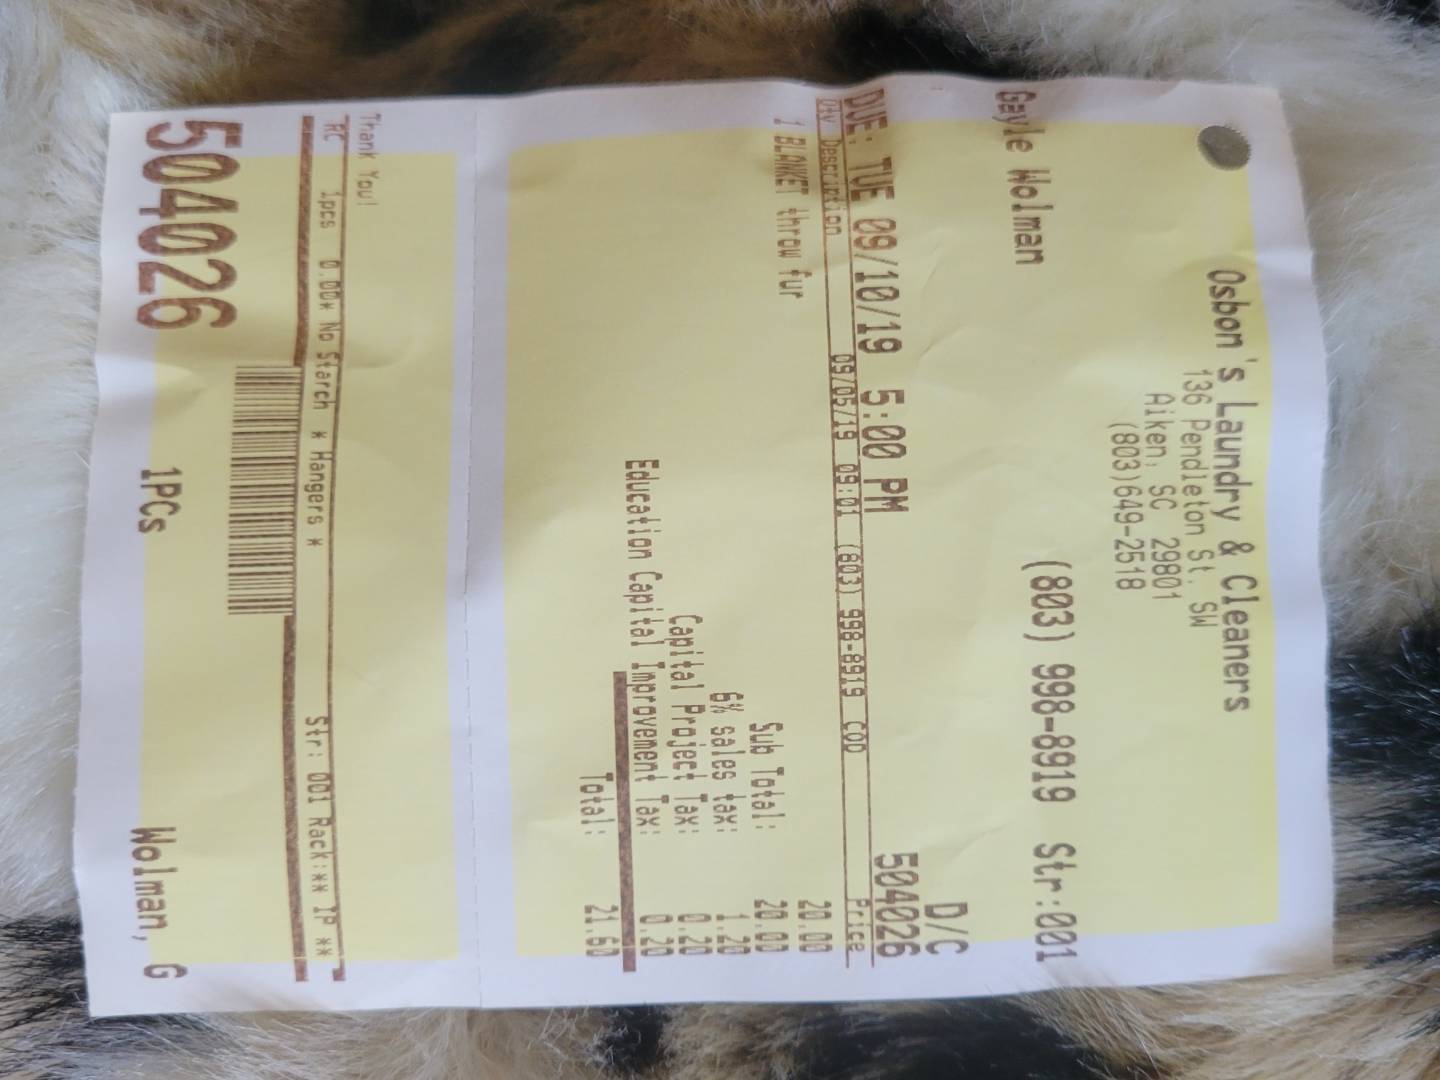 Osbon's Laundry & Cleaners
136 Pendleton St. SW
Aiken, SC 29801
(803)649-2518
Gayle Wolman (803) 998-8919 Str:001
D/C
DUE: TUE 09/10/19 5:00 PM 504026
09/05/19 09:01 (803) 998-8919 COD
Qty Description Price
1 BLANKET throw fur 20.00
Sub Total: 20.00
6% sales tax: 1.20
Capital Project Tax: 0.20
Education Capital Improvement Tax: 0.20
Total: 21.60
Thank You!
RC 1pcs 0.00* No Starch * Hangers * Str: 001 Rack:** IP **
504026 1PCs Wolman, G